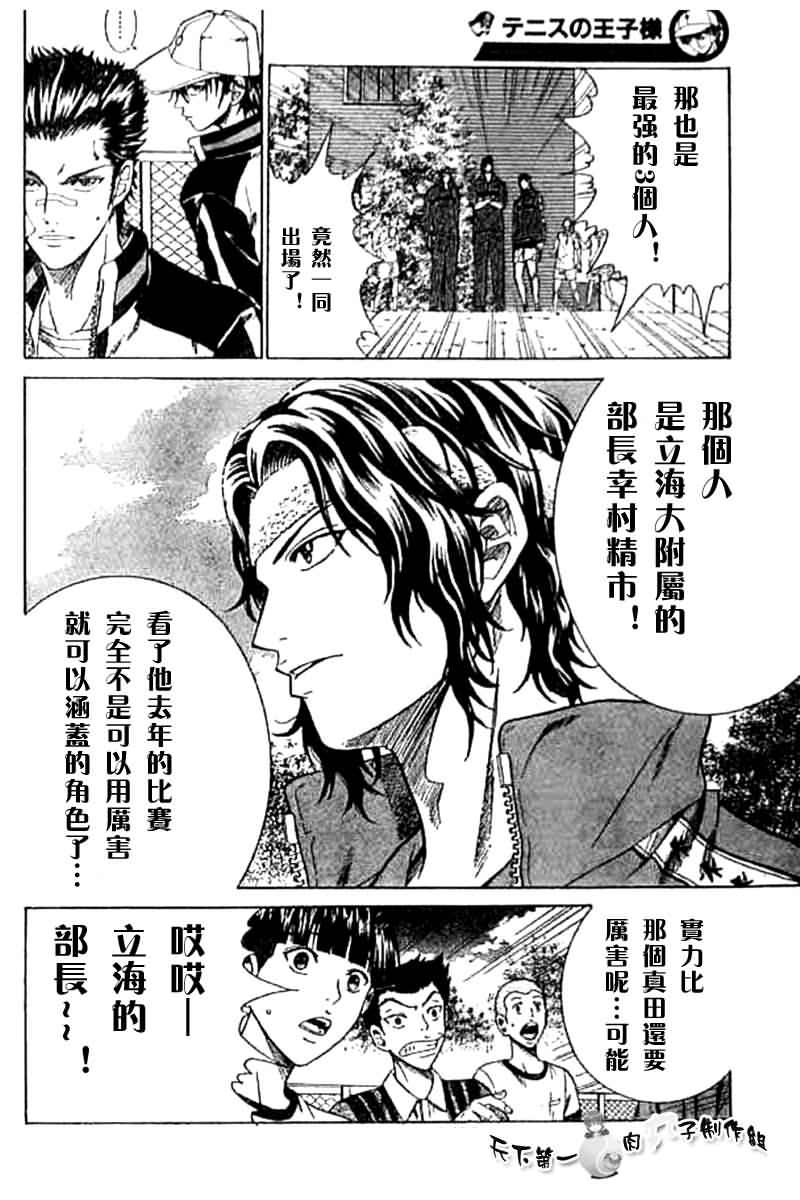 テニスの王子樣
那也是
最强的3個人！
竟然一同
出場了！
…
那個人
是立海大附屬的
部長幸村精市！
看了他去年的比賽
完全不是可以用厲害
就可以涵蓋的角色了…
實力比
那個真田還要
厲害呢…可能
哎哎—
立海的
部長~~！
天下第一
肉
子制作組